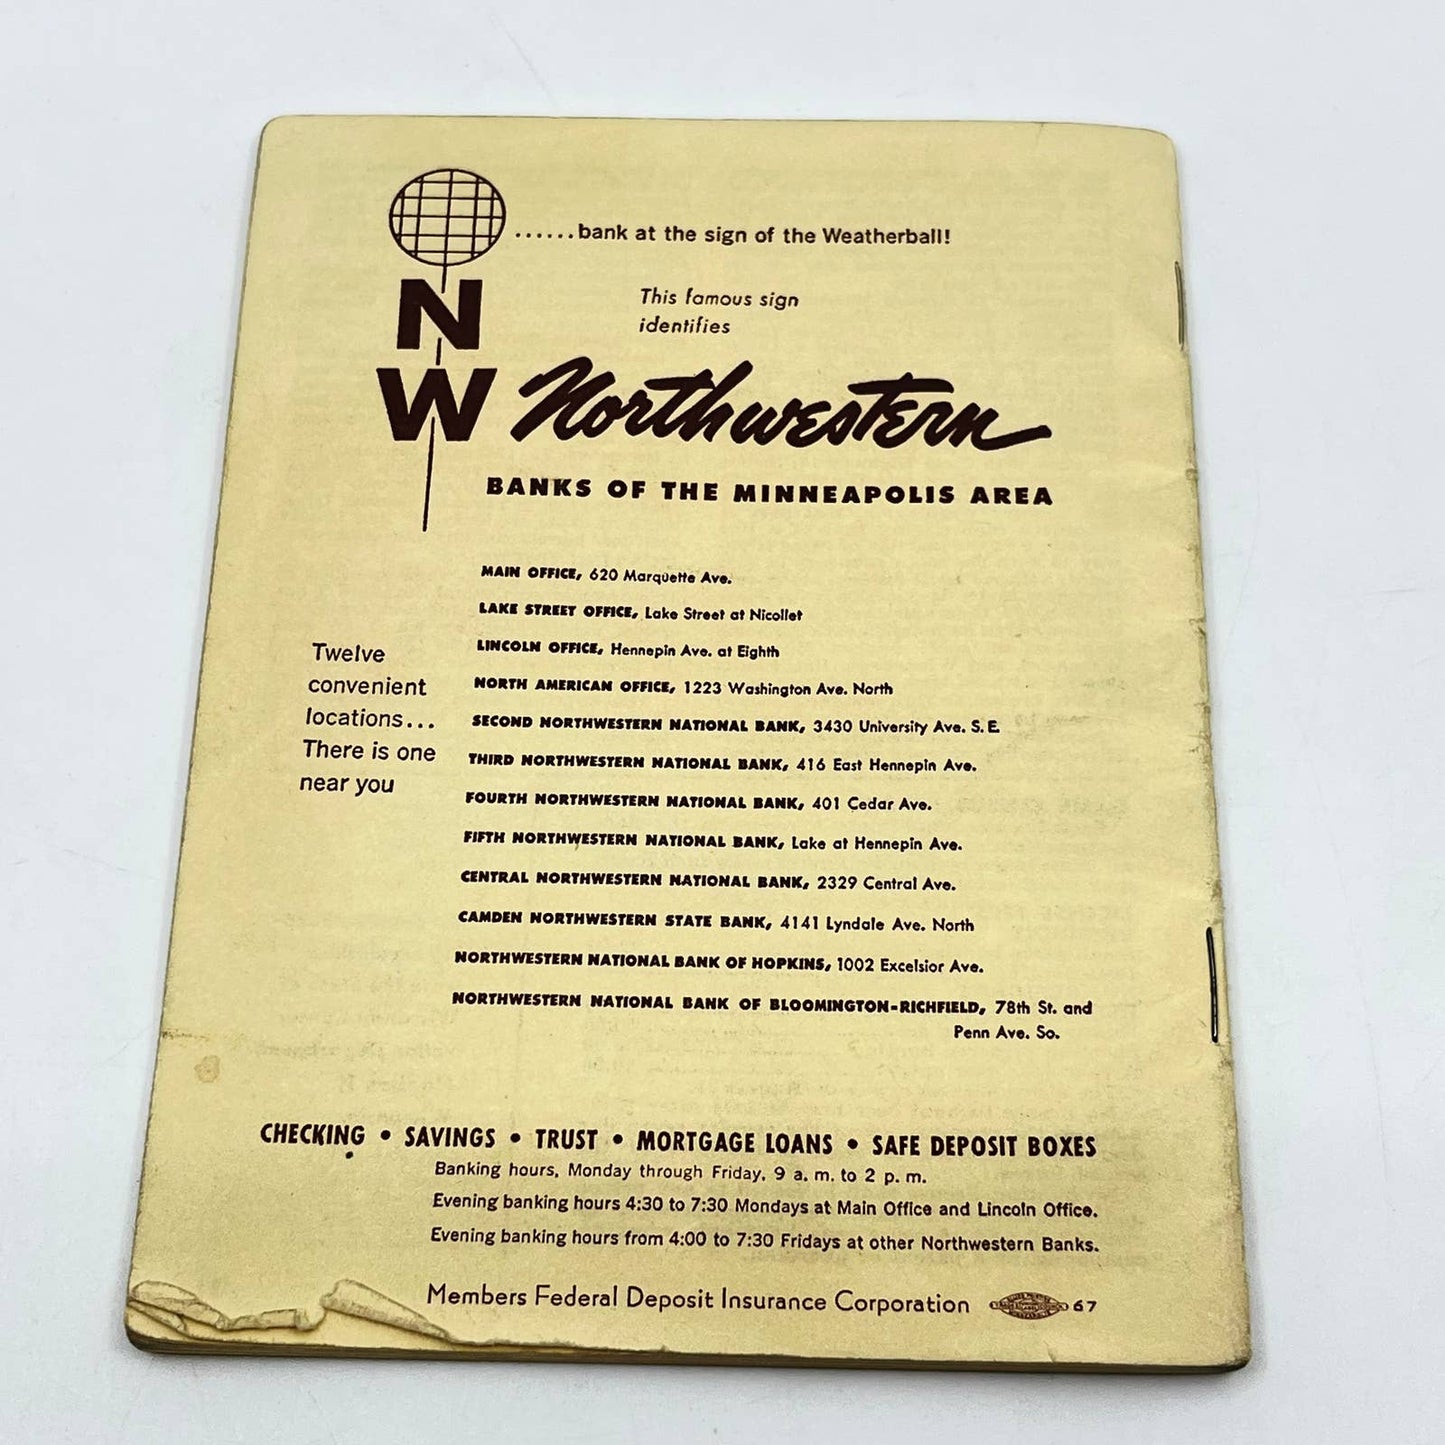 ......bank at the sign of the Weatherball!
N
W
This famous sign
identifies
Northwestern
BANKS OF THE MINNEAPOLIS AREA
Twelve
convenient
locations...
There is one
near you
MAIN OFFICE, 620 Marquette Ave.
LAKE STREET OFFICE, Lake Street at Nicollet
LINCOLN OFFICE, Hennepin Ave. at Eighth
NORTH AMERICAN OFFICE, 1223 Washington Ave. North
SECOND NORTHWESTERN NATIONAL BANK, 3430 University Ave. S. E.
THIRD NORTHWESTERN NATIONAL BANK, 416 East Hennepin Ave.
FOURTH NORTHWESTERN NATIONAL BANK, 401 Cedar Ave.
FIFTH NORTHWESTERN NATIONAL BANK, Lake at Hennepin Ave.
CENTRAL NORTHWESTERN NATIONAL BANK, 2329 Central Ave.
CAMDEN NORTHWESTERN STATE BANK, 4141 Lyndale Ave. North
NORTHWESTERN NATIONAL BANK OF HOPKINS, 1002 Excelsior Ave.
NORTHWESTERN NATIONAL BANK OF BLOOMINGTON-RICHFIELD, 78th St. and
Penn Ave. So.
CHECKING • SAVINGS • TRUST • MORTGAGE LOANS • SAFE DEPOSIT BOXES
Banking hours, Monday through Friday, 9 a. m. to 2 p. m.
Evening banking hours 4:30 to 7:30 Mondays at Main Office and Lincoln Office.
Evening banking hours from 4:00 to 7:30 Fridays at other Northwestern Banks.
Members Federal Deposit Insurance Corporation
67